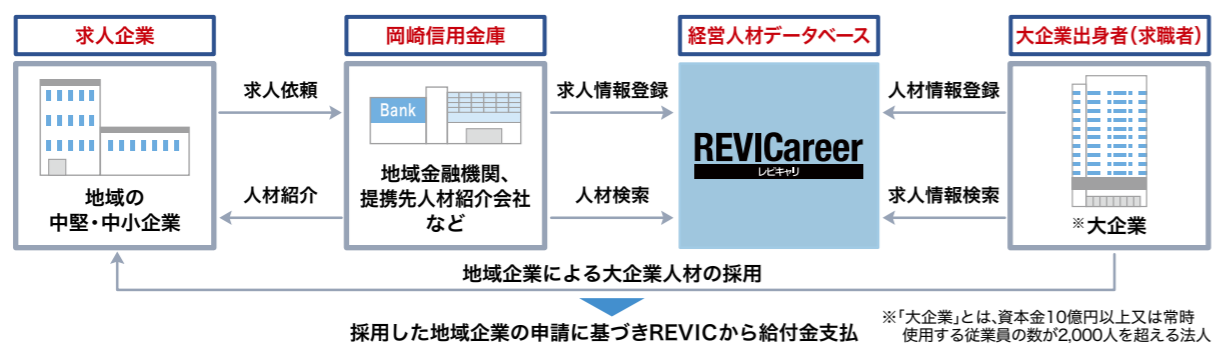 求人企業
岡崎信用金庫
経営人材データベース
大企業出身者（求職者）
求人依頼
求人情報登録
人材情報登録
Bank
REVICareer
レビキャリ
地域の
中堅・中小企業
人材紹介
地域金融機関、
提携先人材紹介会社
など
人材検索
求人情報検索
※大企業
地域企業による大企業人材の採用
採用した地域企業の申請に基づきREVICから給付金支払
※「大企業」とは、資本金10億円以上又は常時
使用する従業員の数が2,000人を超える法人